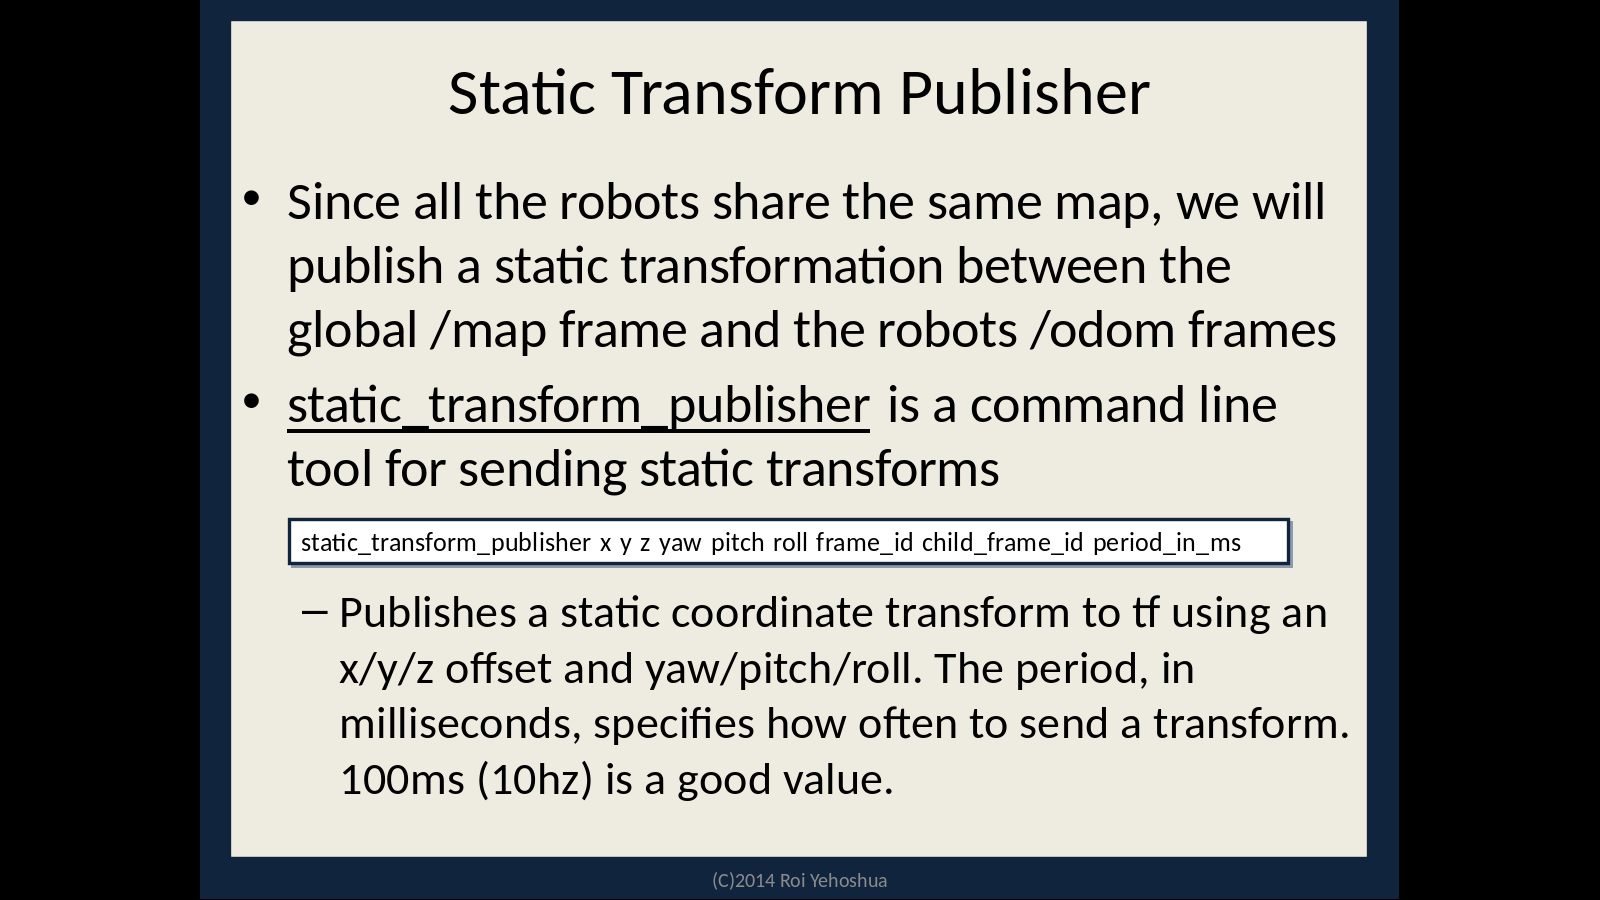 Static Transform Publisher
• Since all the robots share the same map, we will
publish a static transformation between the
global /map frame and the robots /odom frames
• static_transform_publisher is a command line
tool for sending static transforms
static_transform_publisher x y z yaw pitch roll frame_id child_frame_id period_in_ms
– Publishes a static coordinate transform to tf using an
x/y/z offset and yaw/pitch/roll. The period, in
milliseconds, specifies how often to send a transform.
100ms (10hz) is a good value.
(C)2014 Roi Yehoshua